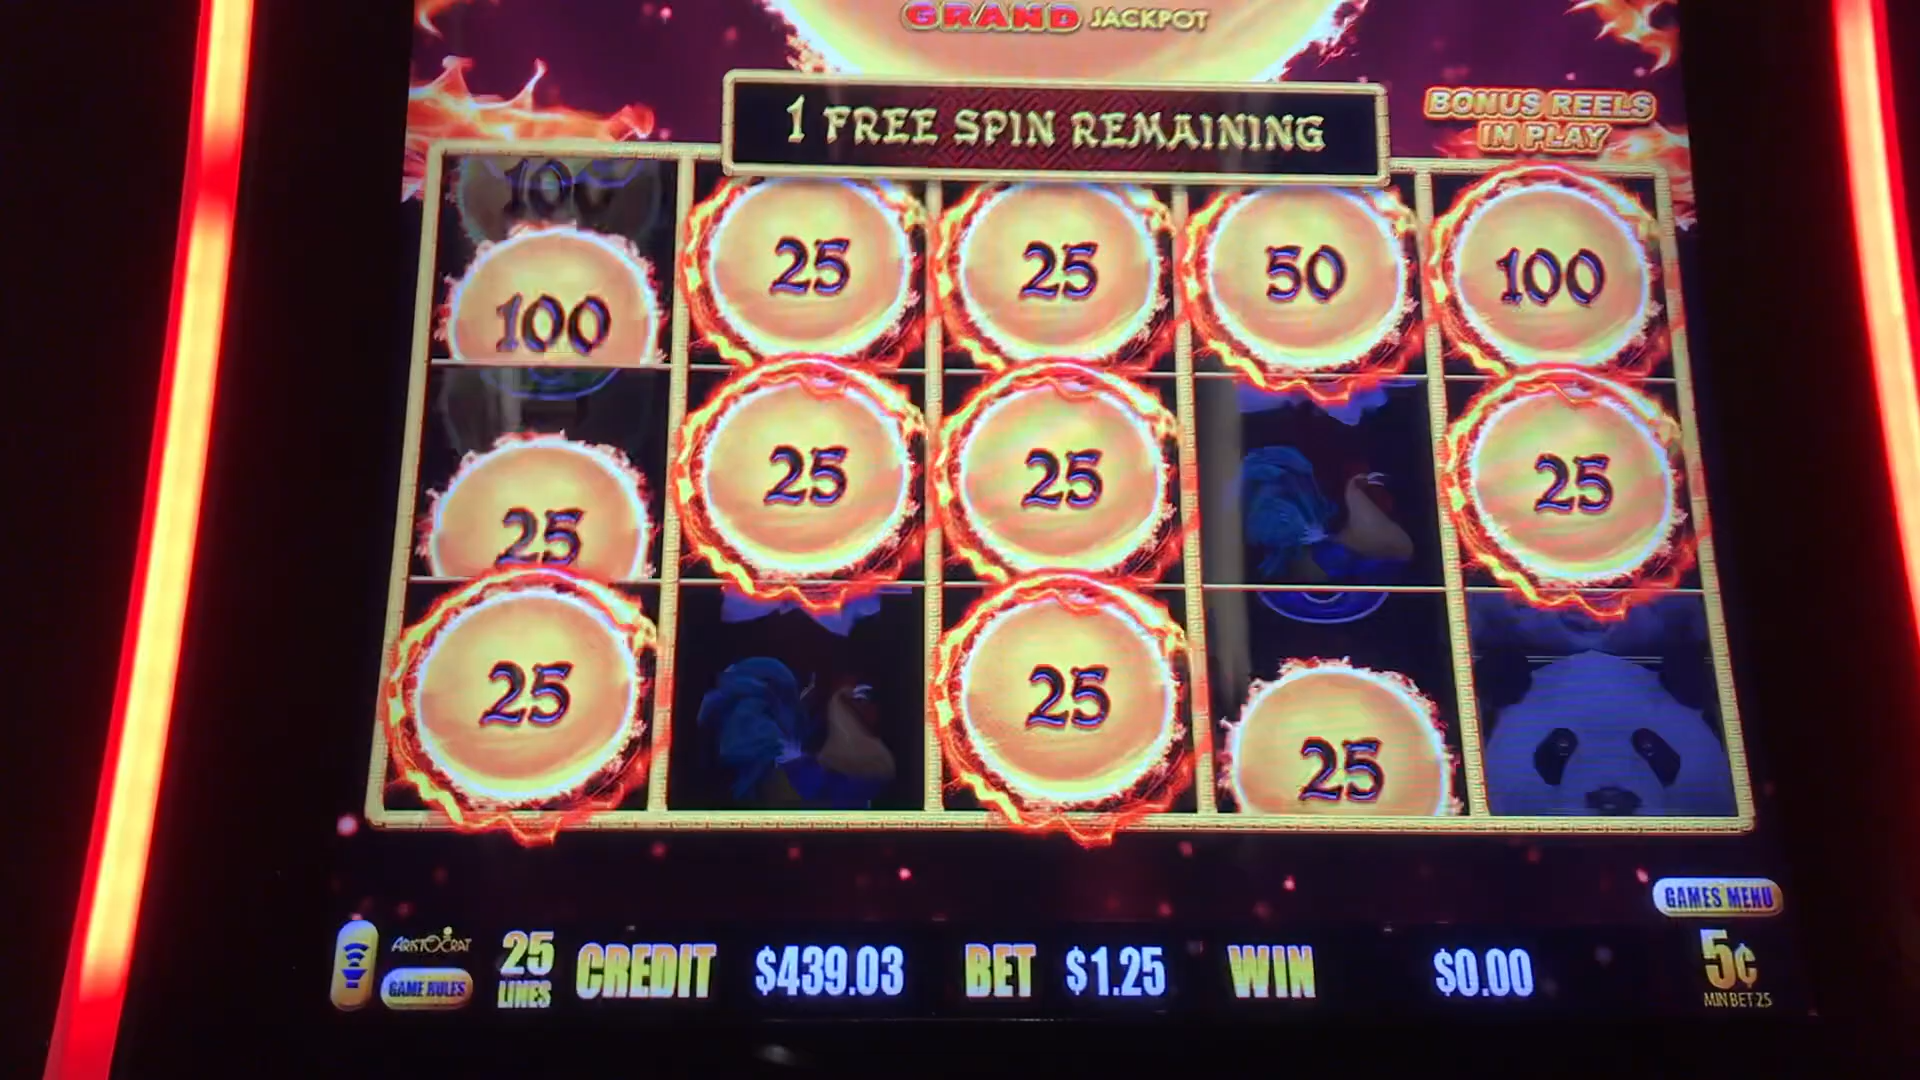 GRAND JACKPOT
1 FREE SPIN REMAINING
BONUS REELS
IN PLAY
100
100 25 25 50 100
25 25 25 25
25 25 25
GAMES MENU
ARISTOCRAT
GAME RULES
25
LINES
CREDIT $439.03 BET $1.25 WIN $0.00
5¢
MIN BET 25